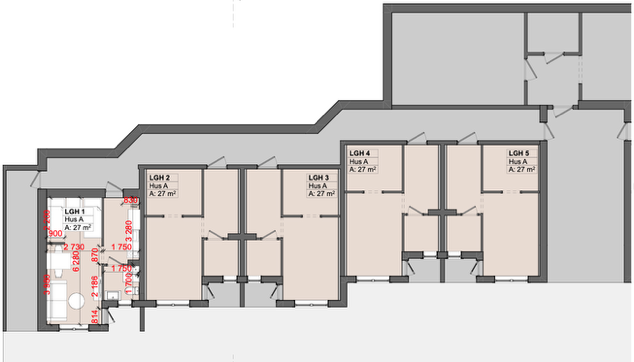 LGH 4
Hus A
A: 27 m²
LGH 5
Hus A
A: 27 m²
LGH 2
Hus A
A: 27 m²
LGH 3
Hus A
A: 27 m²
830
LGH 1
Hus A
A: 27 m²
900
3 280
2 730
1 750
6 280
870
1 750
2 186
1 700
814